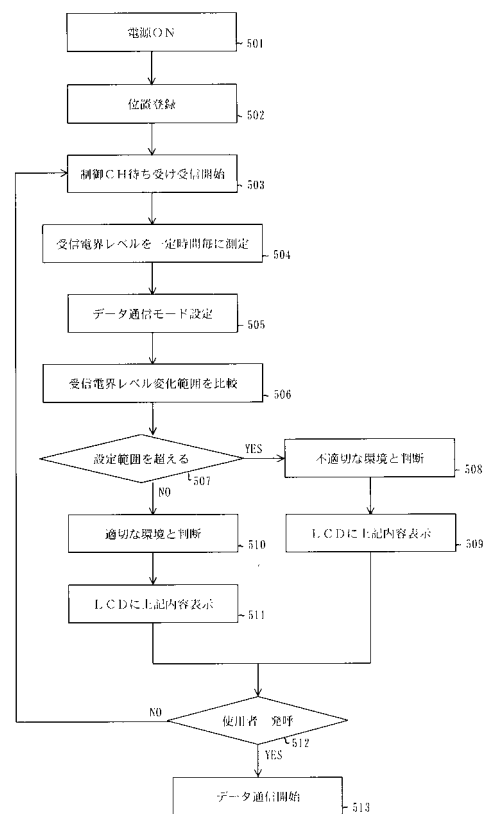 電源ON
501
位置登録
502
制御CH待ち受け受信開始
503
受信電界レベルを一定時間毎に測定
504
データ通信モード設定
505
受信電界レベル変化範囲を比較
506
設定範囲を超える
507
YES
NO
不適切な環境と判断
508
LCDに上記内容表示
509
適切な環境と判断
510
LCDに上記内容表示
511
使用者 発呼
512
NO
YES
データ通信開始
513